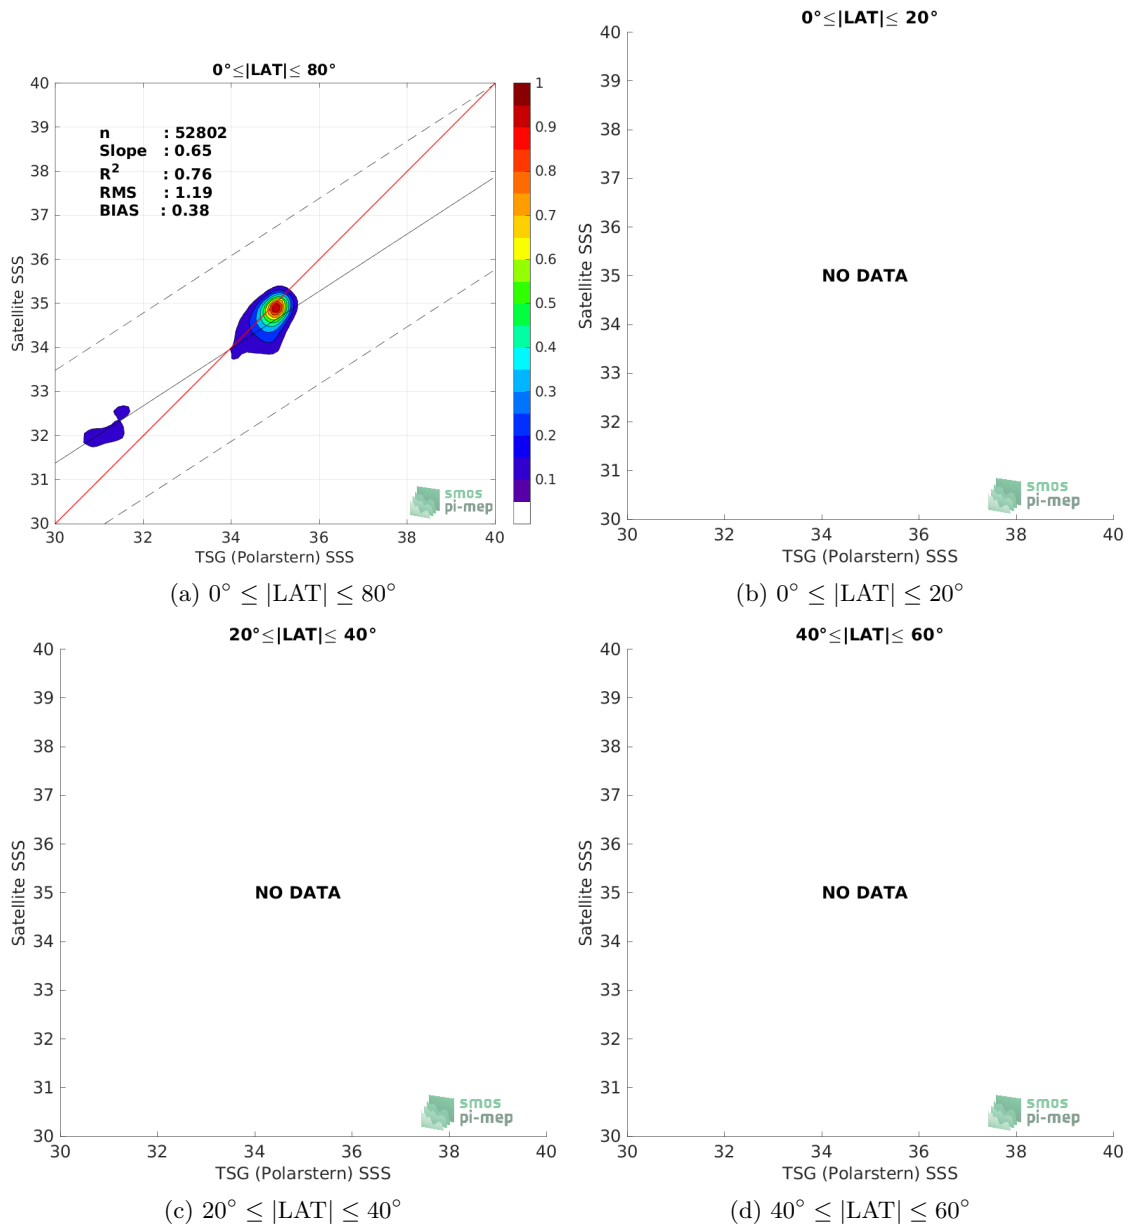 0°≤|LAT|≤ 80°
40
39
38
37
36
35
34
33
32
31
30
Satellite SSS
n : 52802
Slope : 0.65
R² : 0.76
RMS : 1.19
BIAS : 0.38
smos
pi-mep
30 32 34 36 38 40
TSG (Polarstern) SSS
1
0.9
0.8
0.7
0.6
0.5
0.4
0.3
0.2
0.1
(a) 0° ≤ |LAT| ≤ 80°
0°≤|LAT|≤ 20°
40
39
38
37
36
35
34
33
32
31
30
Satellite SSS
NO DATA
smos
pi-mep
30 32 34 36 38 40
TSG (Polarstern) SSS
(b) 0° ≤ |LAT| ≤ 20°
20°≤|LAT|≤ 40°
40
39
38
37
36
35
34
33
32
31
30
Satellite SSS
NO DATA
smos
pi-mep
30 32 34 36 38 40
TSG (Polarstern) SSS
(c) 20° ≤ |LAT| ≤ 40°
40°≤|LAT|≤ 60°
40
39
38
37
36
35
34
33
32
31
30
Satellite SSS
NO DATA
smos
pi-mep
30 32 34 36 38 40
TSG (Polarstern) SSS
(d) 40° ≤ |LAT| ≤ 60°